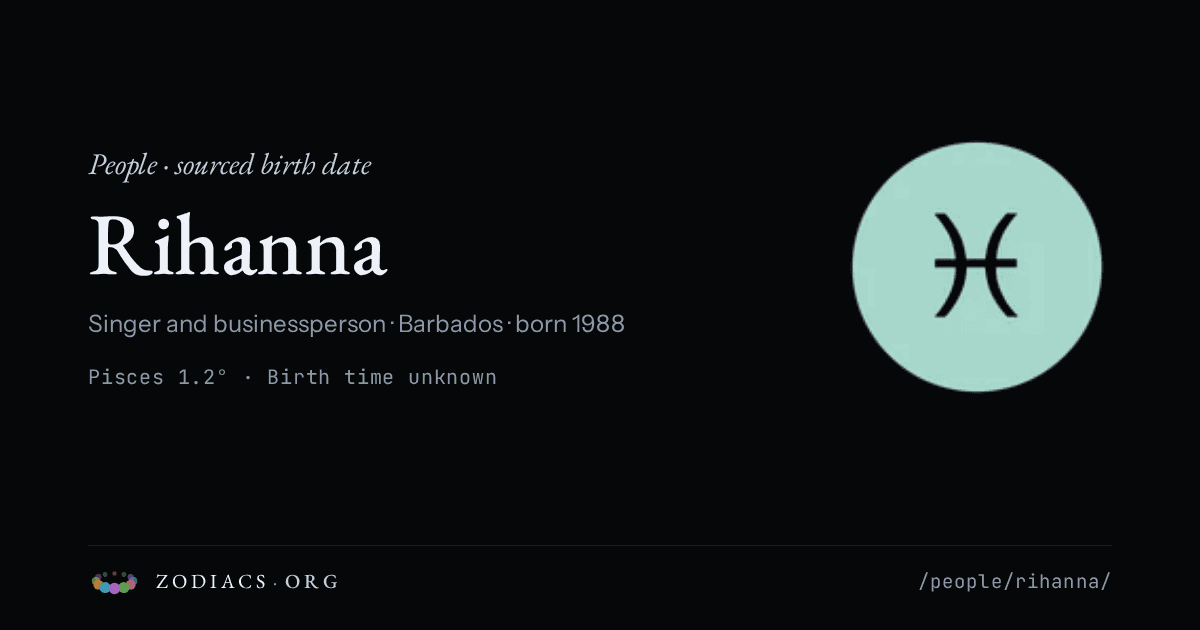 People · sourced birth date
Rihanna
Singer and businessperson · Barbados · born 1988
Pisces 1.2° · Birth time unknown
♓
ZODIACS·ORG
/people/rihanna/